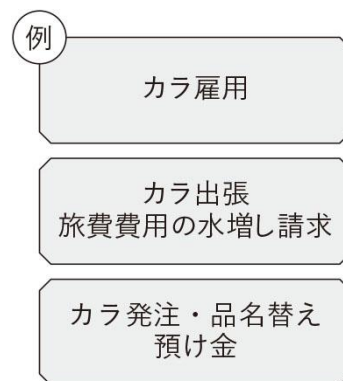 例
カラ雇用
カラ出張
旅費費用の水増し請求
カラ発注・品名替え
預け金